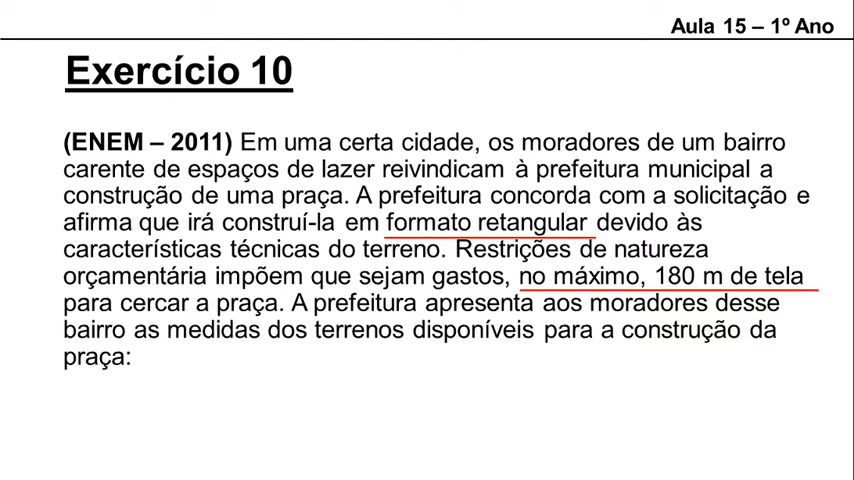 Aula 15 – 1º Ano
Exercício 10
(ENEM – 2011) Em uma certa cidade, os moradores de um bairro
carente de espaços de lazer reivindicam à prefeitura municipal a
construção de uma praça. A prefeitura concorda com a solicitação e
afirma que irá construí-la em formato retangular devido às
características técnicas do terreno. Restrições de natureza
orçamentária impõem que sejam gastos, no máximo, 180 m de tela
para cercar a praça. A prefeitura apresenta aos moradores desse
bairro as medidas dos terrenos disponíveis para a construção da
praça: